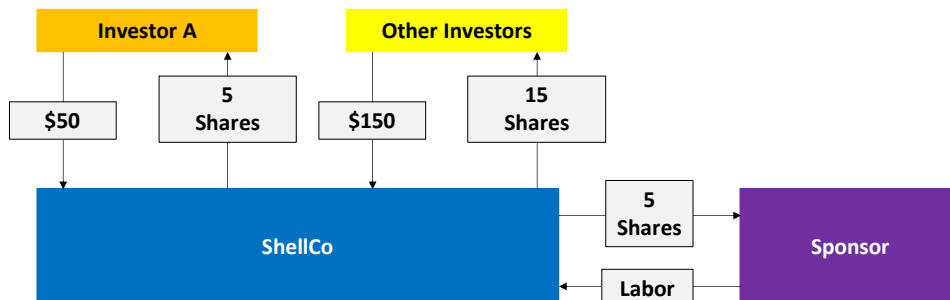 Investor A
Other Investors
$50
5
Shares
$150
15
Shares
ShellCo
5
Shares
Sponsor
Labor